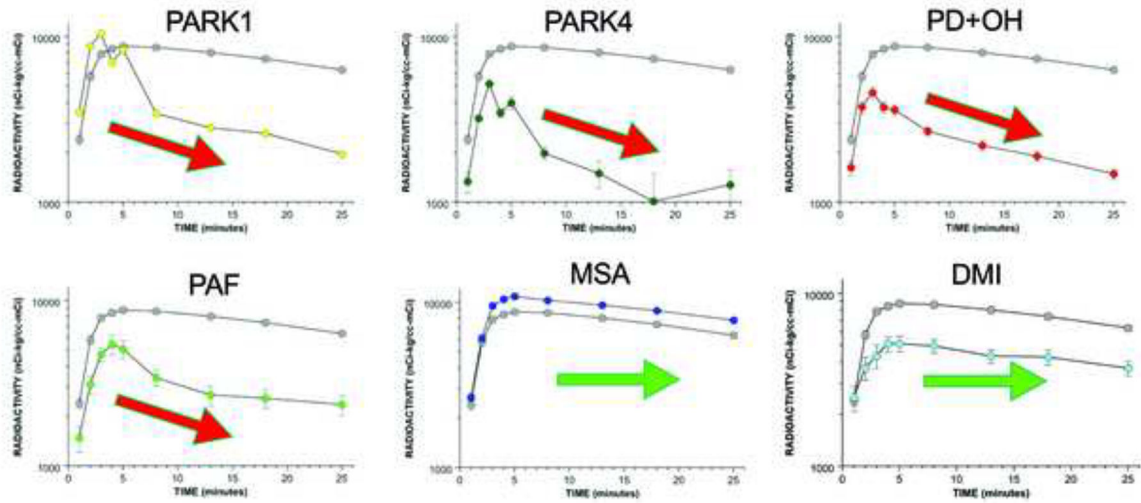 PARK1
PARK4
PD+OH
RADIOACTIVITY (nCi-kg/cc-mCi)
10000
1000
0 5 10 15 20 25
TIME (minutes)
RADIOACTIVITY (nCi-kg/cc-mCi)
10000
1000
0 5 10 15 20 25
TIME (minutes)
RADIOACTIVITY (nCi-kg/cc-mCi)
10000
1000
0 5 10 15 20 25
TIME (minutes)
PAF
MSA
DMI
RADIOACTIVITY (nCi-kg/cc-mCi)
10000
1000
0 5 10 15 20 25
TIME (minutes)
RADIOACTIVITY (nCi-kg/cc-mCi)
10000
1000
0 5 10 15 20 25
TIME (minutes)
RADIOACTIVITY (nCi-kg/cc-mCi)
10000
1000
0 5 10 15 20 25
TIME (minutes)